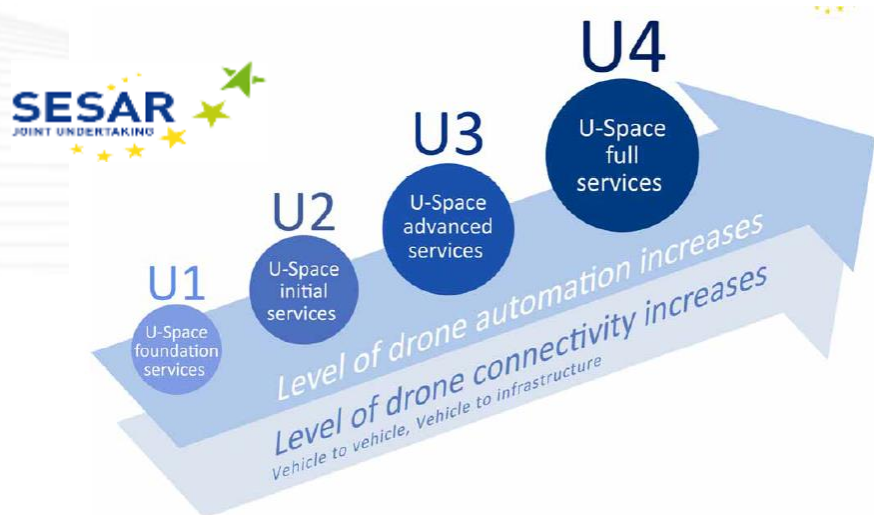 SESAR
JOINT UNDERTAKING
U1
U-Space
foundation
services
U2
U-Space
initial
services
U3
U-Space
advanced
services
U4
U-Space
full
services
Level of drone automation increases
Level of drone connectivity increases
Vehicle to vehicle, Vehicle to infrastructure